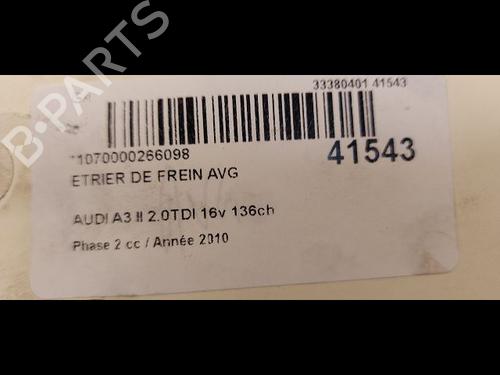 B-PARTS
33380401 41543
*1070000266098
41543
ETRIER DE FREIN AVG
AUDI A3 II 2.0TDI 16v 136ch
Phase 2 cc / Année 2010